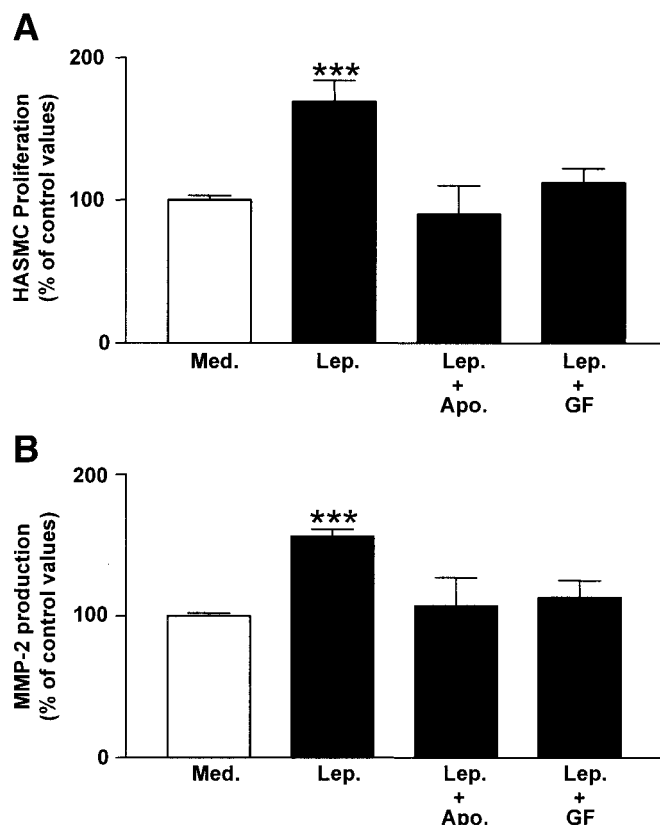 A
HASMC Proliferation
(% of control values)
200
100
0
***
Med.
Lep.
Lep.
+
Apo.
Lep.
+
GF
B
MMP-2 production
(% of control values)
200
100
0
***
Med.
Lep.
Lep.
+
Apo.
Lep.
+
GF